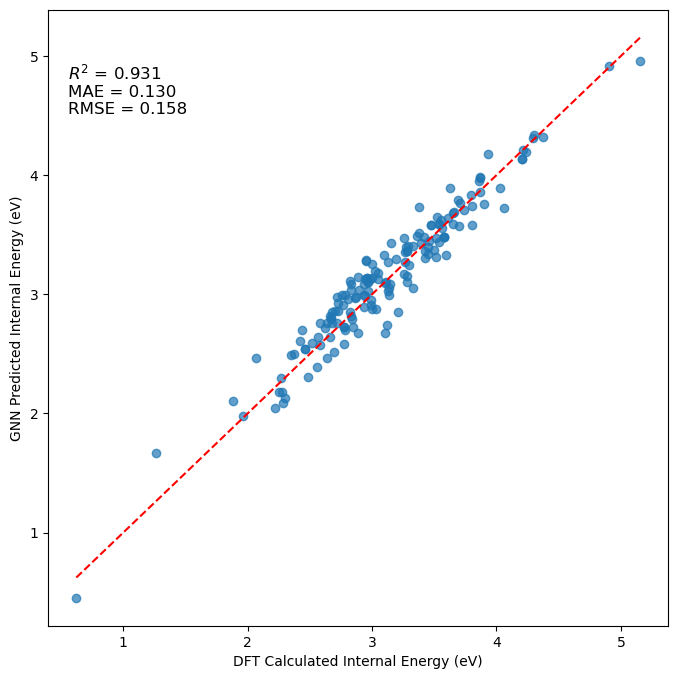 5
R² = 0.931
MAE = 0.130
RMSE = 0.158
4
3
2
1
GNN Predicted Internal Energy (eV)
1 2 3 4 5
DFT Calculated Internal Energy (eV)